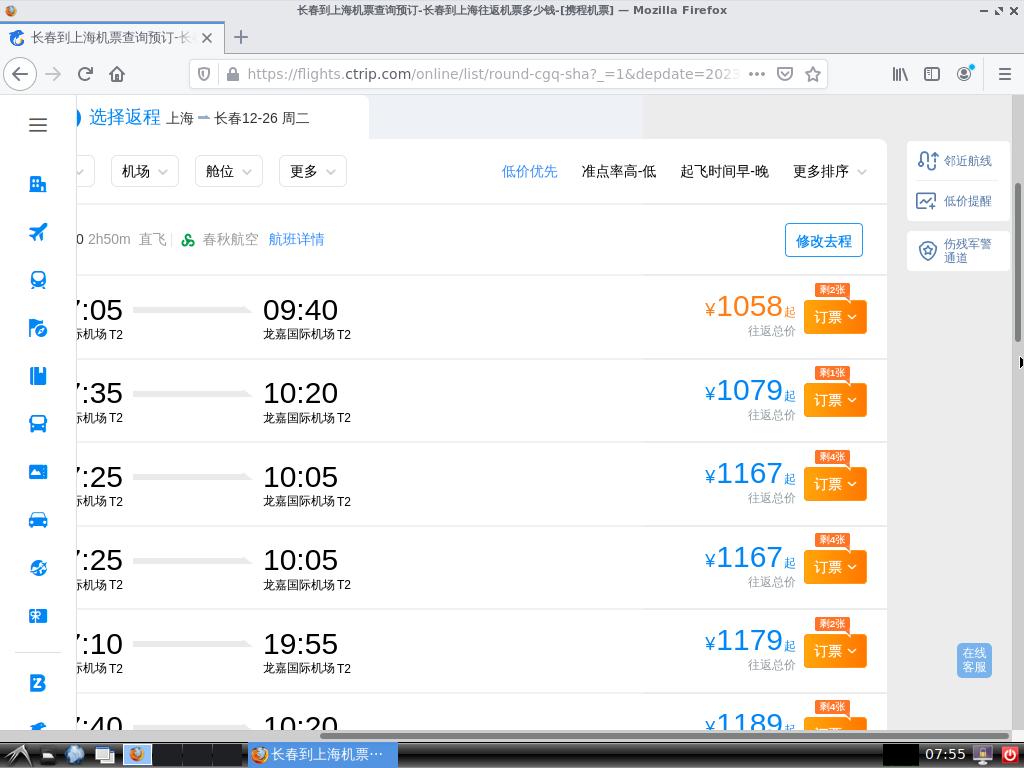 长春到上海机票查询预订-长春到上海往返机票多少钱-[携程机票] — Mozilla Firefox
长春到上海机票查询预订-长
https://flights.ctrip.com/online/list/round-cgq-sha?_=1&depdate=2023
选择返程 上海 长春12-26 周二
机场 舱位 更多 低价优先 准点率高-低 起飞时间早-晚 更多排序
邻近航线
低价提醒
伤残军警
通道
0 2h50m 直飞 春秋航空 航班详情 修改去程
剩2张
7:05 09:40 ¥1058起 订票
际机场 T2 龙嘉国际机场 T2 往返总价
剩1张
7:35 10:20 ¥1079起 订票
际机场 T2 龙嘉国际机场 T2 往返总价
剩4张
7:25 10:05 ¥1167起 订票
际机场 T2 龙嘉国际机场 T2 往返总价
剩4张
7:25 10:05 ¥1167起 订票
际机场 T2 龙嘉国际机场 T2 往返总价
剩2张
7:10 19:55 ¥1179起 订票
际机场 T2 龙嘉国际机场 T2 往返总价
在线
客服
剩4张
7:40 10:20 ¥1189起
长春到上海机票… 07:55